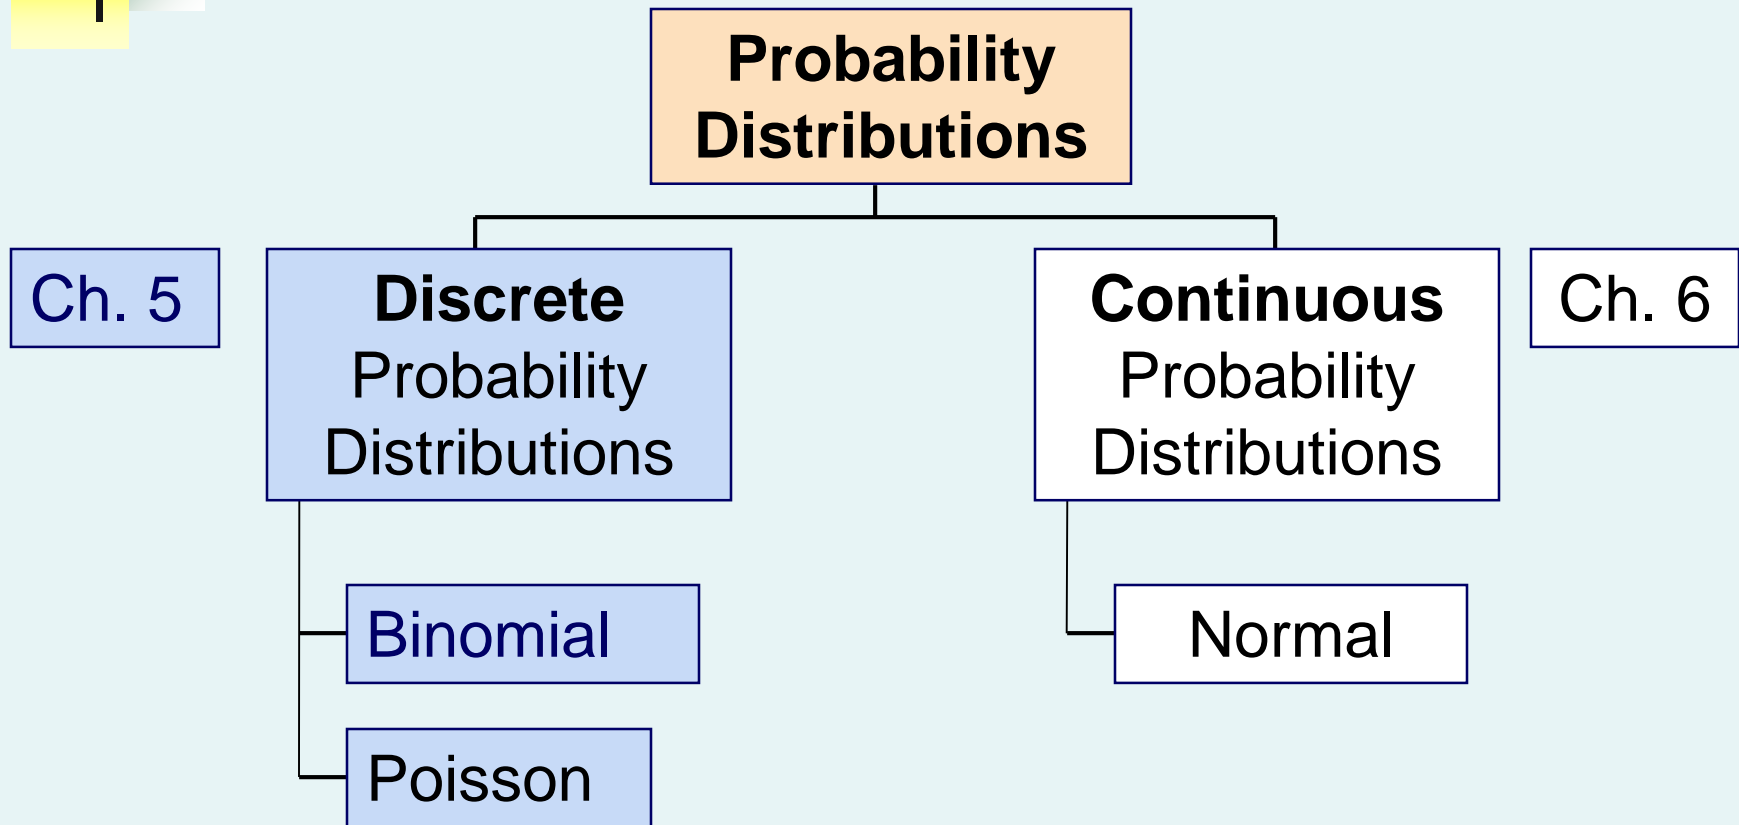 Probability
Distributions
Ch. 5
Discrete
Probability
Distributions
Continuous
Probability
Distributions
Ch. 6
Binomial
Normal
Poisson